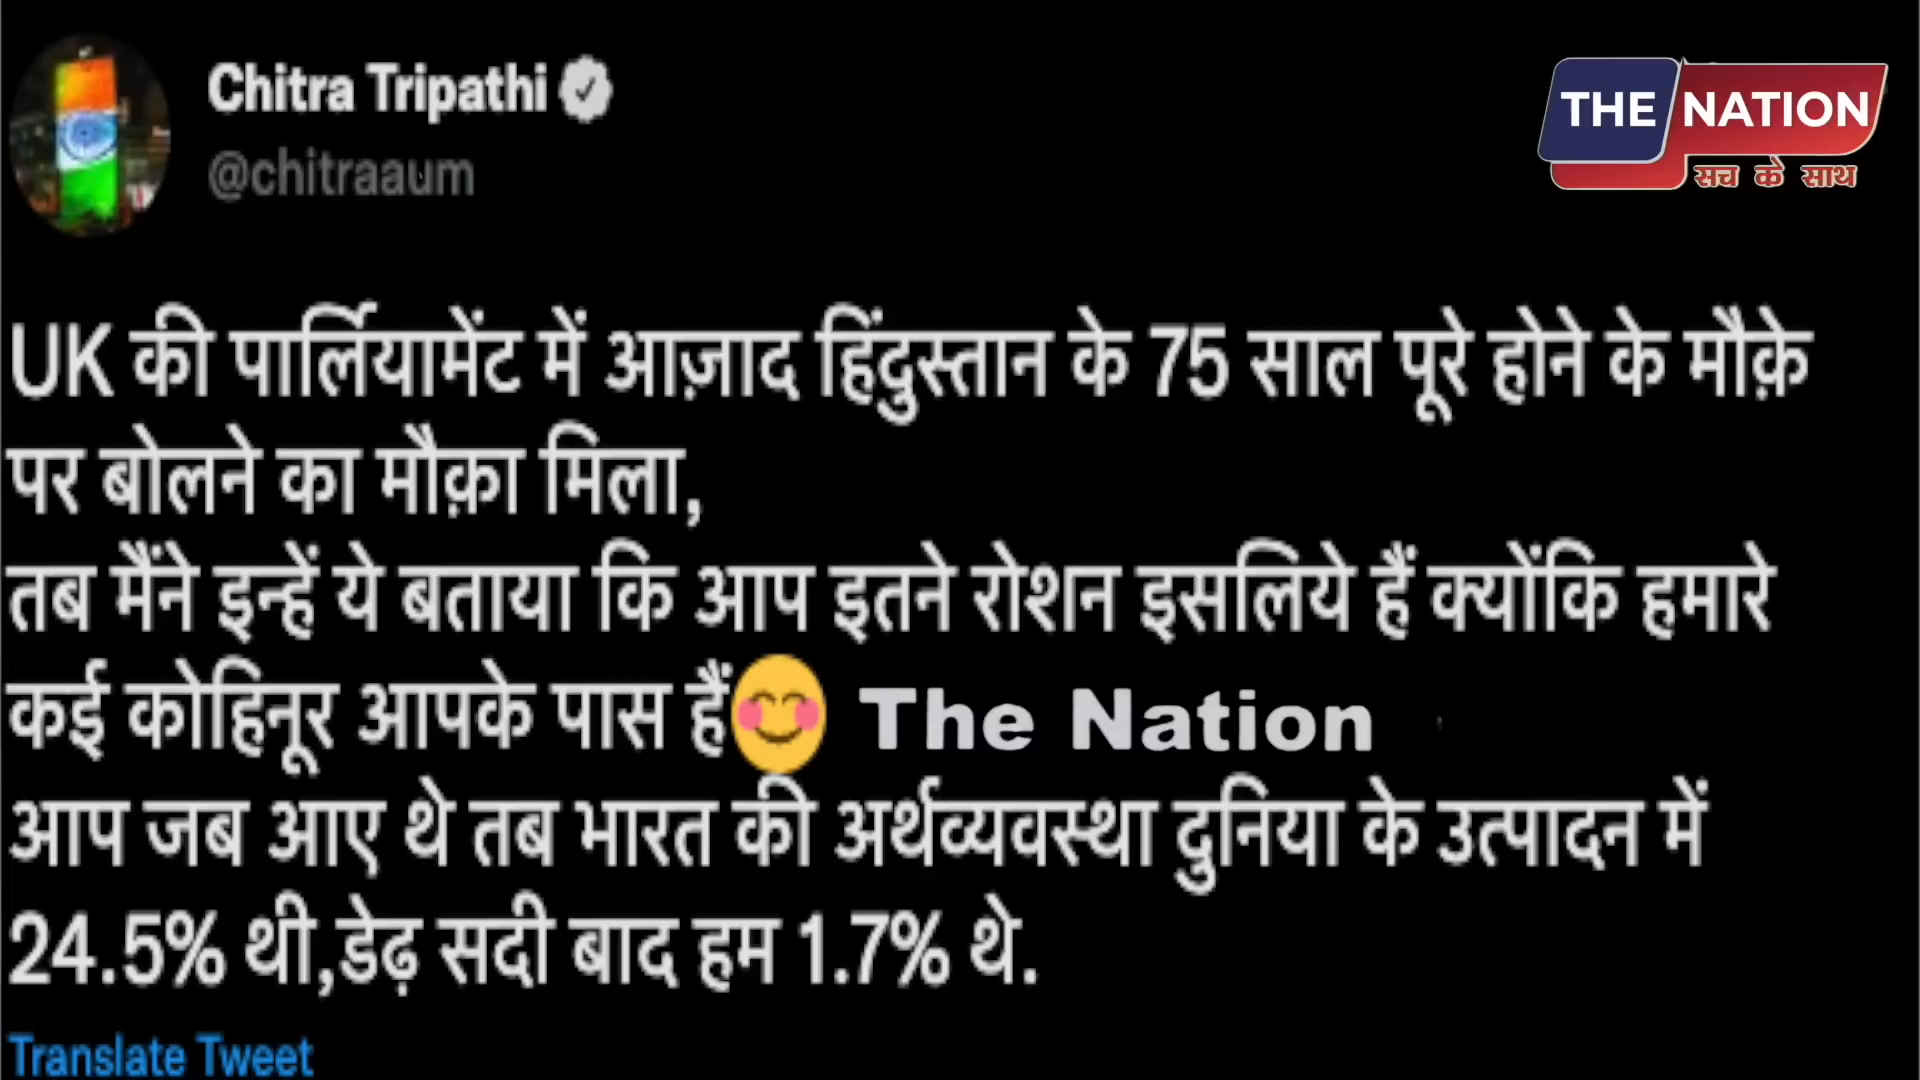 Chitra Tripathi
@chitraaum
THE NATION
सच के साथ
UK की पार्लियामेंट में आज़ाद हिंदुस्तान के 75 साल पूरे होने के मौक़े
पर बोलने का मौक़ा मिला,
तब मैंने इन्हें ये बताया कि आप इतने रोशन इसलिये हैं क्योंकि हमारे
कई कोहिनूर आपके पास हैं😊 The Nation
आप जब आए थे तब भारत की अर्थव्यवस्था दुनिया के उत्पादन में
24.5% थी,डेढ़ सदी बाद हम 1.7% थे.
Translate Tweet